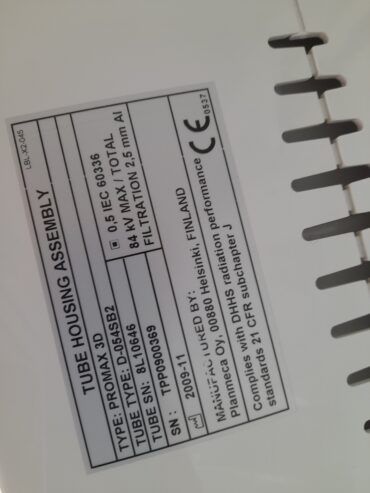 LBL-X2-045
TUBE HOUSING ASSEMBLY
TYPE: PROMAX 3D
TUBE TYPE: D-054SB2
TUBE SN: 8L10646
SN: TPP0900369
0,5 IEC 60336
84 kV MAX / TOTAL
FILTRATION 2,5 mm Al
2009-11
MANUFACTURED BY:
Planmeca Oy, 00880 Helsinki, FINLAND
Complies with DHHS radiation performance
standards 21 CFR subchapter J
CE
0537